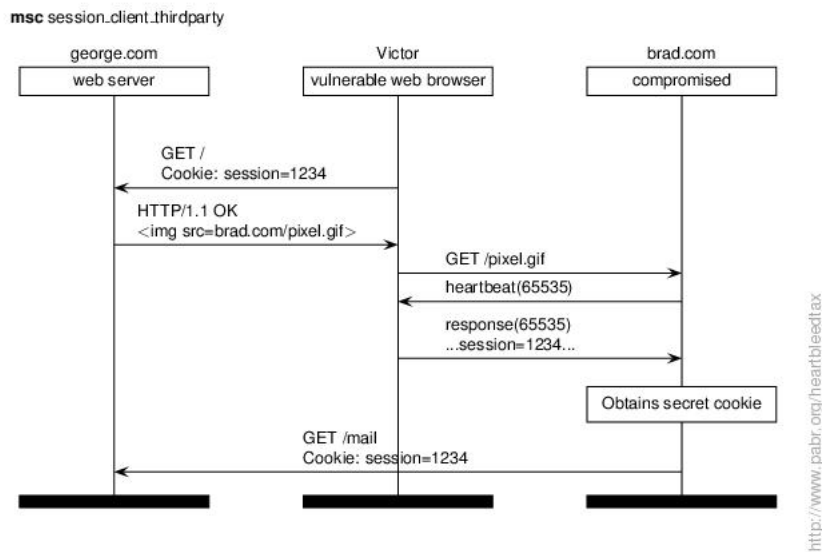 msc session_client_thirdparty
george.com
Victor
brad.com
web server
vulnerable web browser
compromised
GET /
Cookie: session=1234
HTTP/1.1 OK
<img src=brad.com/pixel.gif>
GET /pixel.gif
heartbeat(65535)
response(65535)
...session=1234...
Obtains secret cookie
GET /mail
Cookie: session=1234
http://www.pabr.org/heartbleedtax